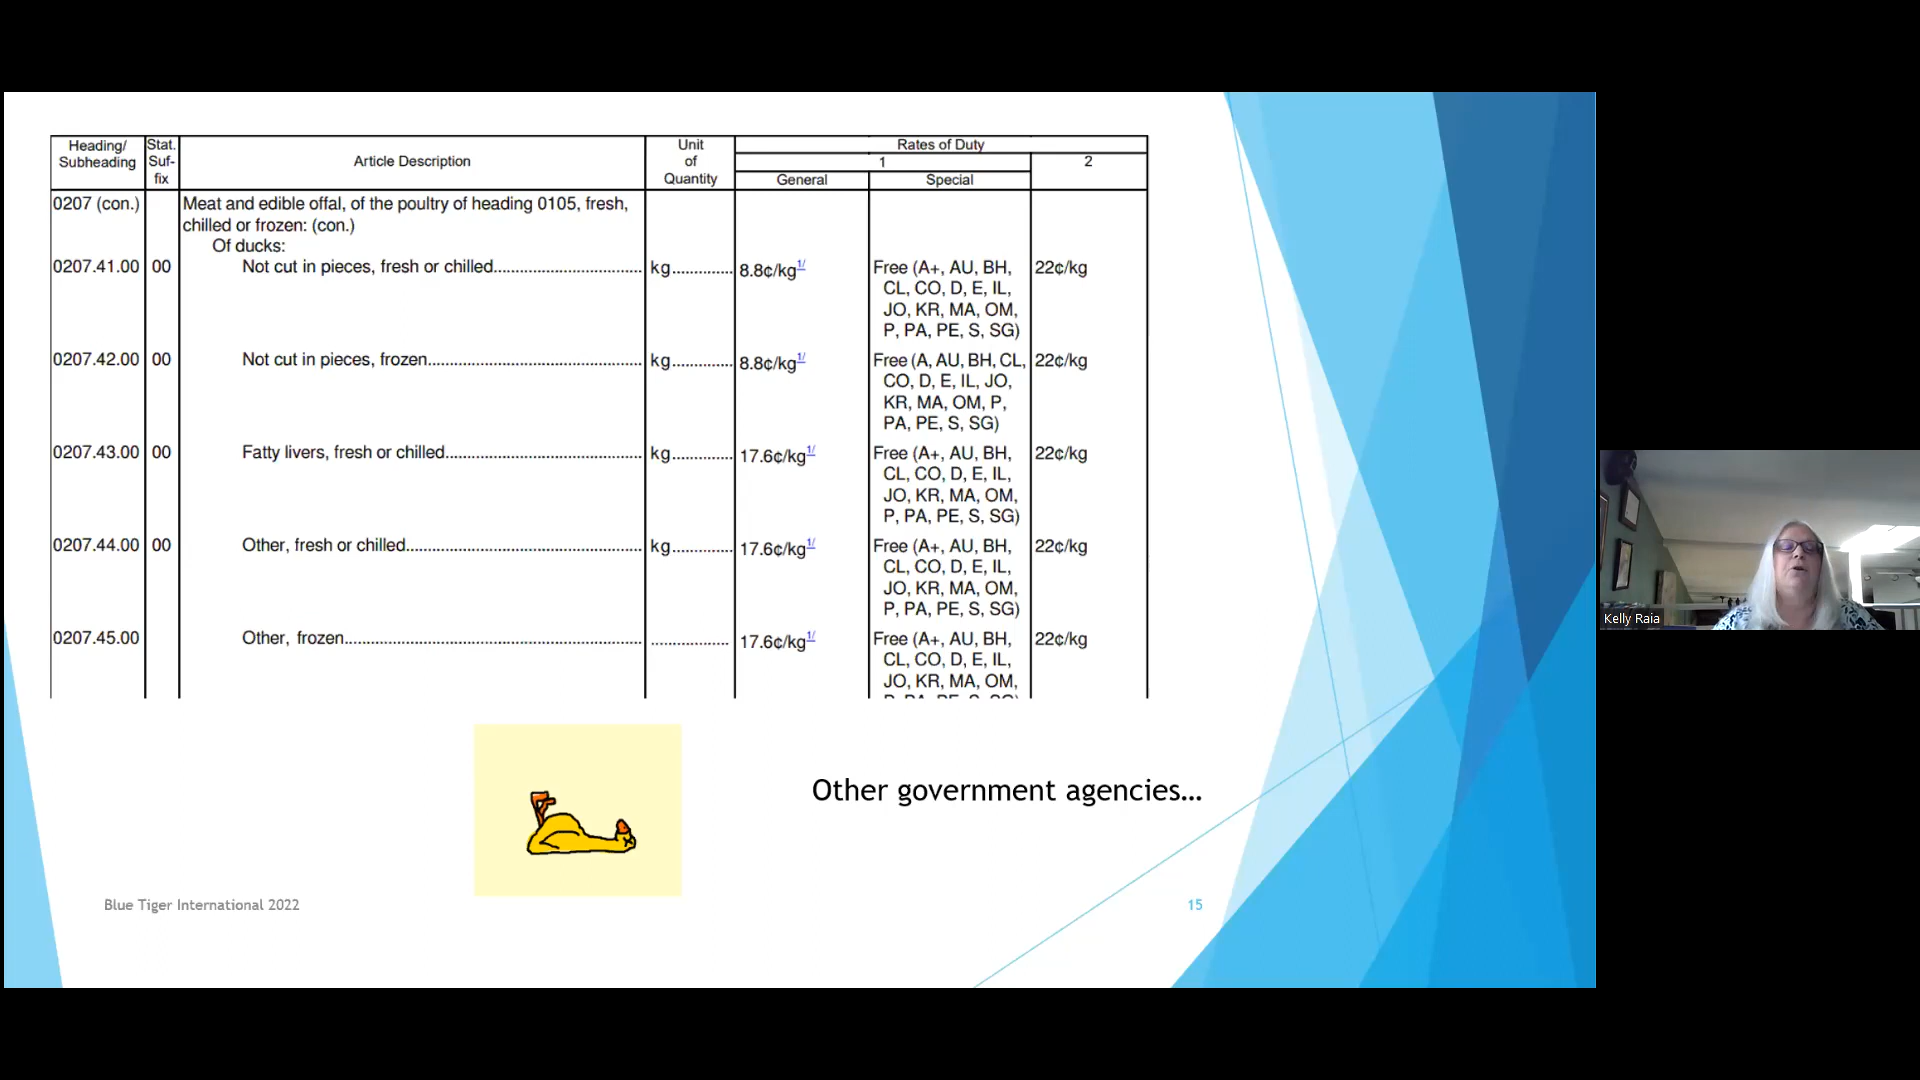 Heading/ Subheading
Stat. Suf- fix
Article Description
Unit of Quantity
Rates of Duty
1
2
General
Special
0207 (con.) Meat and edible offal, of the poultry of heading 0105, fresh,
chilled or frozen: (con.)
Of ducks:
0207.41.00 00 Not cut in pieces, fresh or chilled.................................. kg............. 8.8¢/kg1/ Free (A+, AU, BH, 22¢/kg
CL, CO, D, E, IL,
JO, KR, MA, OM,
P, PA, PE, S, SG)
0207.42.00 00 Not cut in pieces, frozen.................................. kg............. 8.8¢/kg1/ Free (A, AU, BH, CL, 22¢/kg
CO, D, E, IL, JO,
KR, MA, OM, P,
PA, PE, S, SG)
0207.43.00 00 Fatty livers, fresh or chilled.................................. kg............. 17.6¢/kg1/ Free (A+, AU, BH, 22¢/kg
CL, CO, D, E, IL,
JO, KR, MA, OM,
P, PA, PE, S, SG)
0207.44.00 00 Other, fresh or chilled.................................. kg............. 17.6¢/kg1/ Free (A+, AU, BH, 22¢/kg
CL, CO, D, E, IL,
JO, KR, MA, OM,
P, PA, PE, S, SG)
0207.45.00 Other, frozen.................................. ............. 17.6¢/kg1/ Free (A+, AU, BH, 22¢/kg
CL, CO, D, E, IL,
JO, KR, MA, OM,
Other government agencies...
Blue Tiger International 2022
15
Kelly Raia